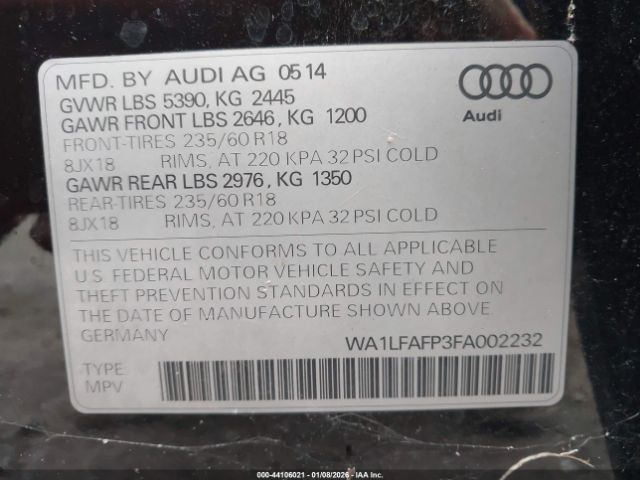 MFD. BY AUDI AG 05 14
GVWR LBS 5390, KG 2445
GAWR FRONT LBS 2646, KG 1200
FRONT-TIRES 235/60 R18
8JX18 RIMS, AT 220 KPA 32 PSI COLD
GAWR REAR LBS 2976, KG 1350
REAR-TIRES 235/60 R18
8JX18 RIMS, AT 220 KPA 32 PSI COLD
Audi
THIS VEHICLE CONFORMS TO ALL APPLICABLE
U.S. FEDERAL MOTOR VEHICLE SAFETY AND
THEFT PREVENTION STANDARDS IN EFFECT ON
THE DATE OF MANUFACTURE SHOWN ABOVE.
GERMANY WA1LFAFP3FA002232
TYPE:
MPV
000-44106021 - 01/08/2026 - IAA Inc.